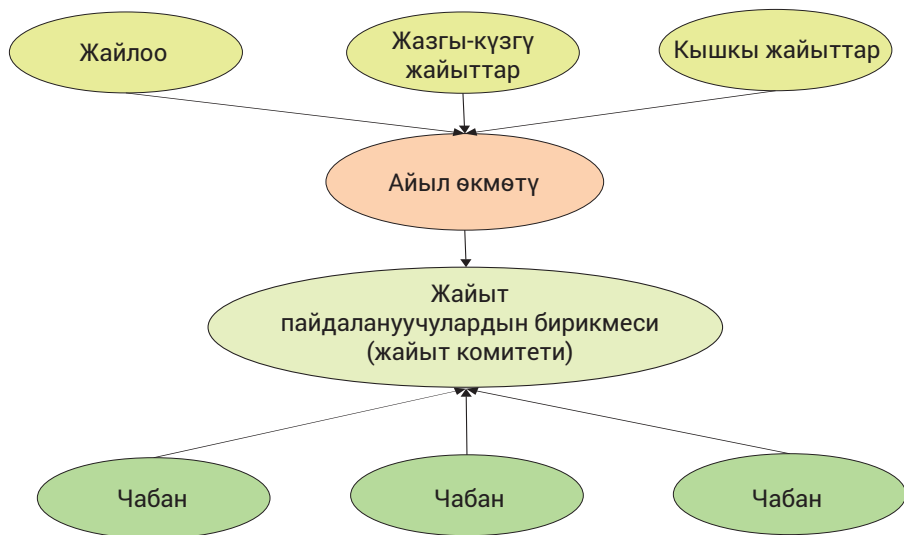 Жайлоо
Жазгы-күзгү
жайыттар
Кышкы жайыттар
Айыл өкмөтү
Жайыт
пайдалануучулардын бирикмеси
(жайыт комитети)
Чабан
Чабан
Чабан